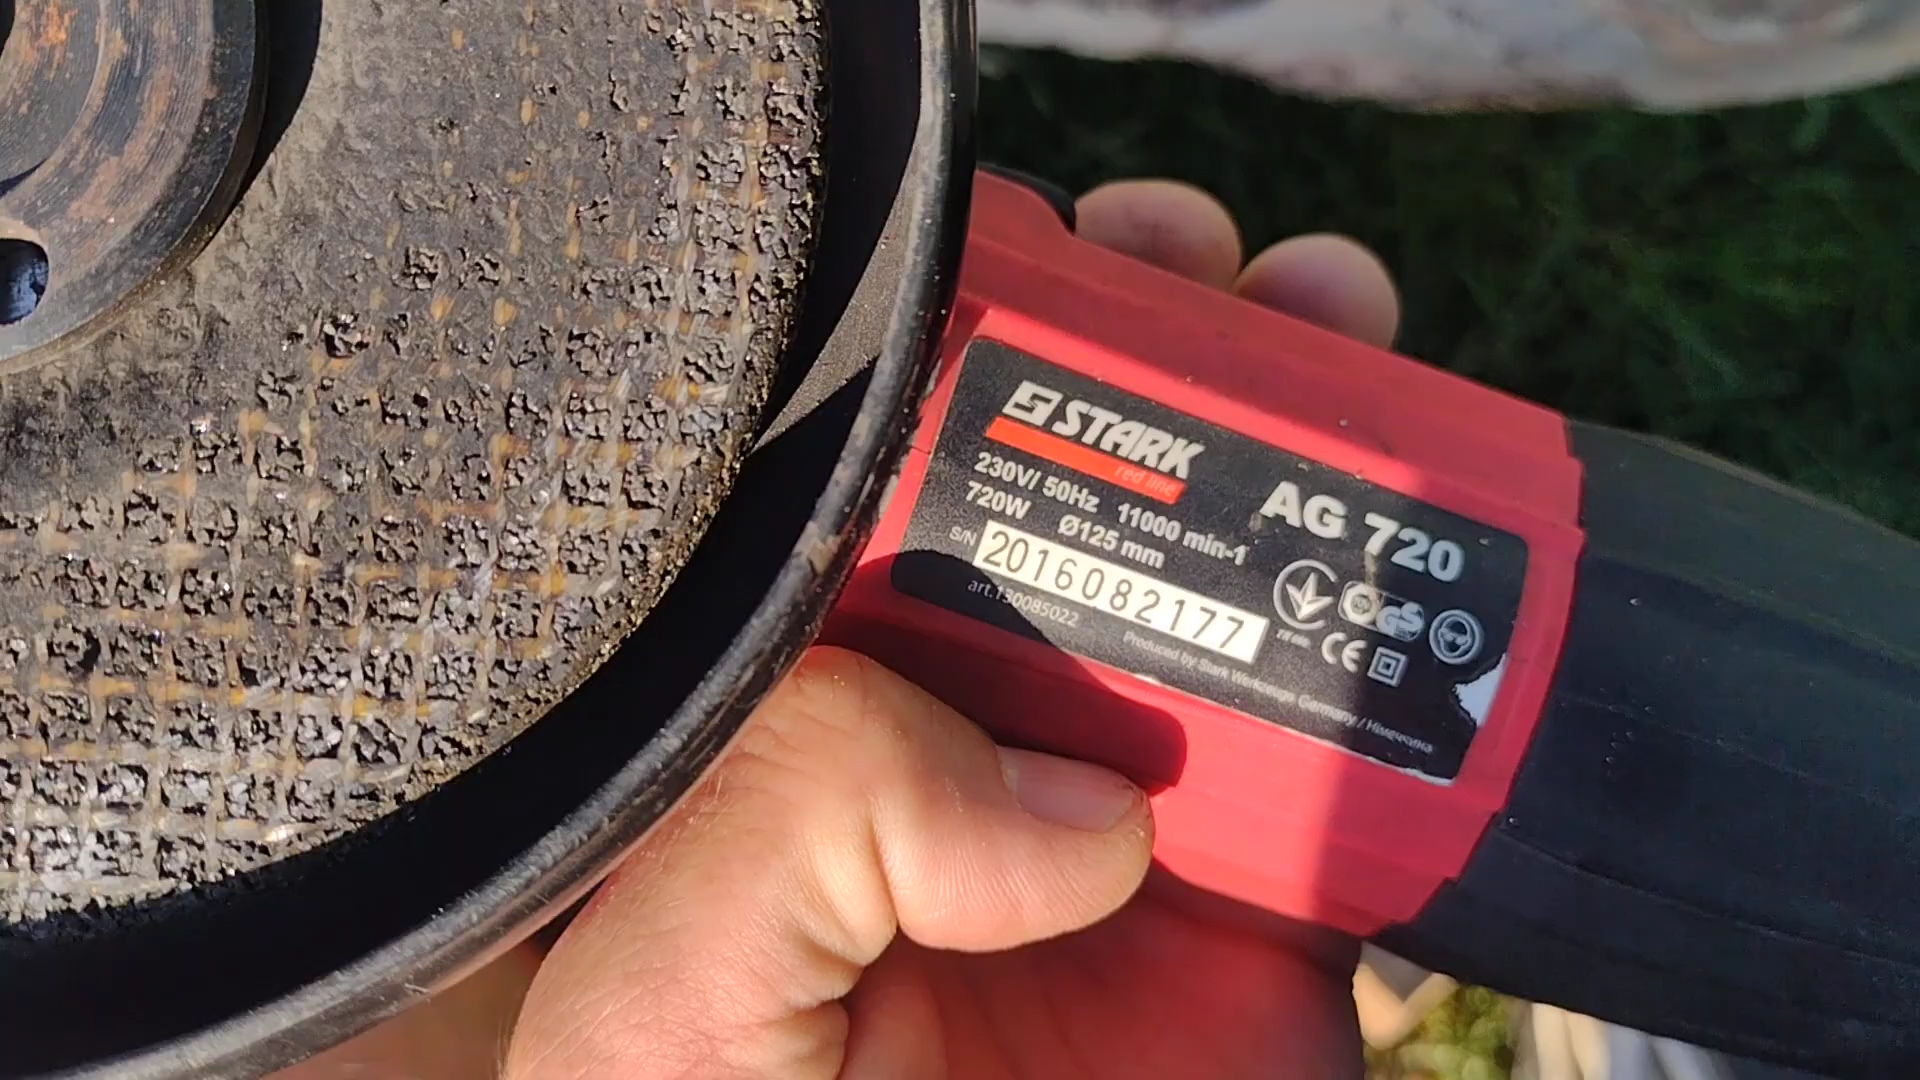 STARK
red line
230V/ 50Hz 11000 min-1
720W Ø125 mm
AG 720
S/N 2016082177
art.130085022
GS
CE
Produced by Stark Werkzeuge Germany / Німеччина